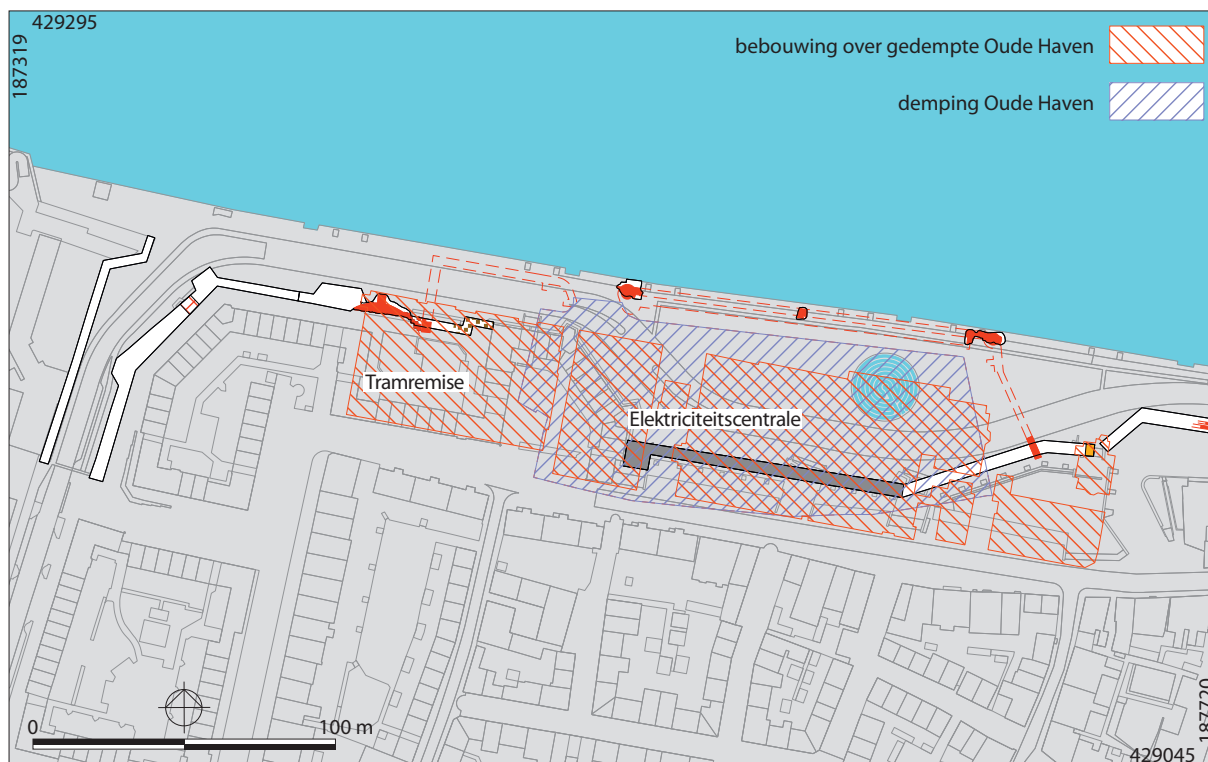 429295
187319
bebouwing over gedempte Oude Haven
demping Oude Haven
Tramremise
Elektriciteitscentrale
0
100 m
187720
429045